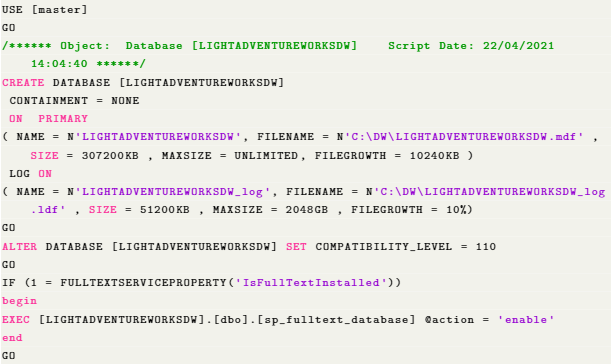 USE [master]
GO
/****** Object:  Database [LIGHTADVENTUREWORKSDW]    Script Date: 22/04/2021
14:04:40 ******/
CREATE DATABASE [LIGHTADVENTUREWORKSDW]
CONTAINMENT = NONE
ON  PRIMARY
( NAME = N'LIGHTADVENTUREWORKSDW', FILENAME = N'C:\DW\LIGHTADVENTUREWORKSDW.mdf' ,
SIZE = 307200KB , MAXSIZE = UNLIMITED, FILEGROWTH = 10240KB )
LOG ON
( NAME = N'LIGHTADVENTUREWORKSDW_log', FILENAME = N'C:\DW\LIGHTADVENTUREWORKSDW_log
.ldf' , SIZE = 51200KB , MAXSIZE = 2048GB , FILEGROWTH = 10%)
GO
ALTER DATABASE [LIGHTADVENTUREWORKSDW] SET COMPATIBILITY_LEVEL = 110
GO
IF (1 = FULLTEXTSERVICEPROPERTY('IsFullTextInstalled'))
begin
EXEC [LIGHTADVENTUREWORKSDW].[dbo].[sp_fulltext_database] @action = 'enable'
end
GO